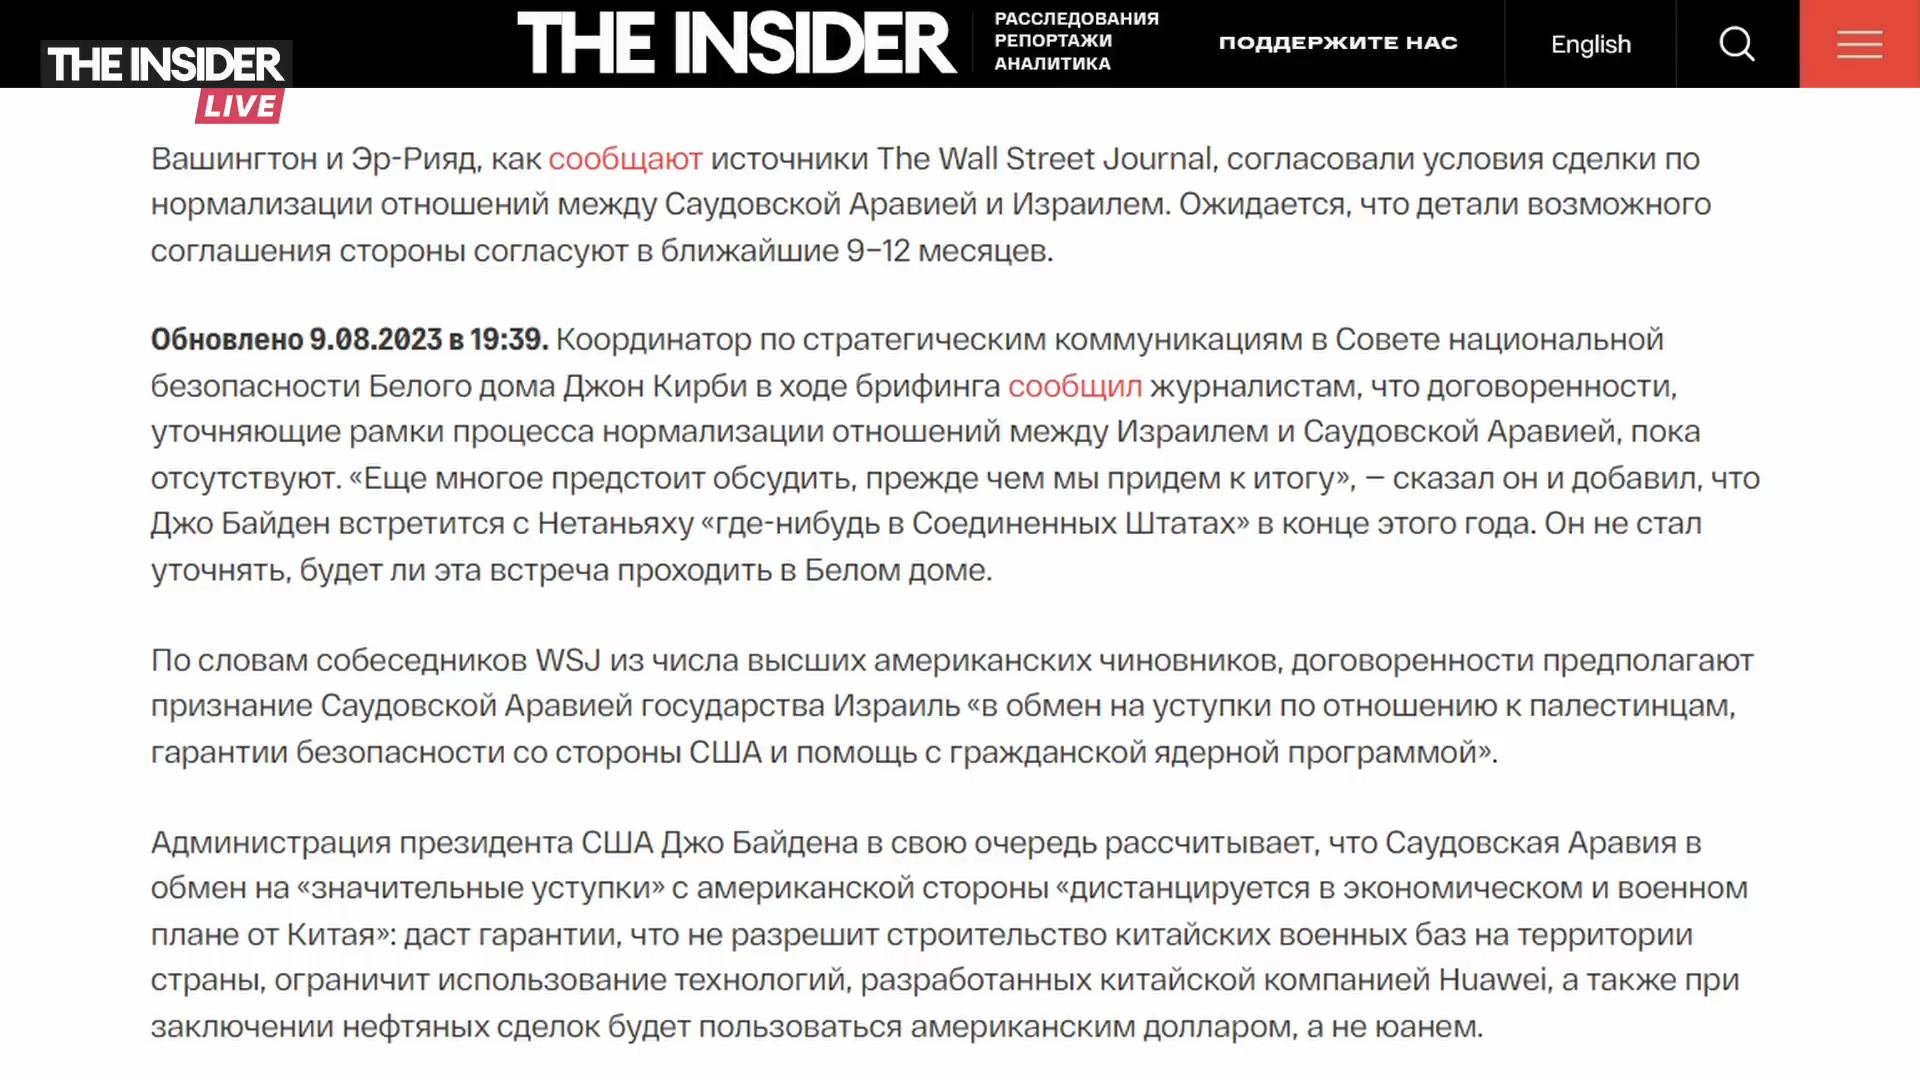 THE INSIDER
LIVE
THE INSIDER
РАССЛЕДОВАНИЯ
РЕПОРТАЖИ
АНАЛИТИКА
ПОДДЕРЖИТЕ НАС
English
Вашингтон и Эр-Рияд, как сообщают источники The Wall Street Journal, согласовали условия сделки по
нормализации отношений между Саудовской Аравией и Израилем. Ожидается, что детали возможного
соглашения стороны согласуют в ближайшие 9–12 месяцев.
Обновлено 9.08.2023 в 19:39. Координатор по стратегическим коммуникациям в Совете национальной
безопасности Белого дома Джон Кирби в ходе брифинга сообщил журналистам, что договоренности,
уточняющие рамки процесса нормализации отношений между Израилем и Саудовской Аравией, пока
отсутствуют. «Еще многое предстоит обсудить, прежде чем мы придем к итогу», — сказал он и добавил, что
Джо Байден встретится с Нетаньяху «где-нибудь в Соединенных Штатах» в конце этого года. Он не стал
уточнять, будет ли эта встреча проходить в Белом доме.
По словам собеседников WSJ из числа высших американских чиновников, договоренности предполагают
признание Саудовской Аравией государства Израиль «в обмен на уступки по отношению к палестинцам,
гарантии безопасности со стороны США и помощь с гражданской ядерной программой».
Администрация президента США Джо Байдена в свою очередь рассчитывает, что Саудовская Аравия в
обмен на «значительные уступки» с американской стороны «дистанцируется в экономическом и военном
плане от Китая»: даст гарантии, что не разрешит строительство китайских военных баз на территории
страны, ограничит использование технологий, разработанных китайской компанией Huawei, а также при
заключении нефтяных сделок будет пользоваться американским долларом, а не юанем.